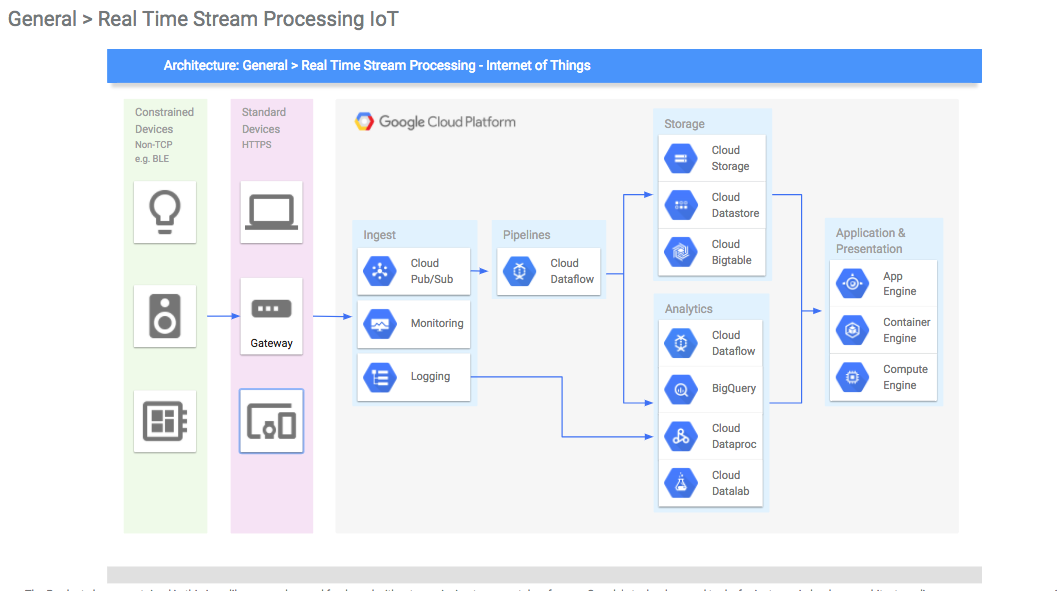 General > Real Time Stream Processing IoT
Architecture: General > Real Time Stream Processing - Internet of Things
Constrained
Devices
Non-TCP
e.g. BLE
Standard
Devices
HTTPS
Gateway
Google Cloud Platform
Ingest
Cloud
Pub/Sub
Monitoring
Logging
Pipelines
Cloud
Dataflow
Storage
Cloud
Storage
Cloud
Datastore
Cloud
Bigtable
Analytics
Cloud
Dataflow
BigQuery
Cloud
Dataproc
Cloud
Datalab
Application &
Presentation
App
Engine
Container
Engine
Compute
Engine